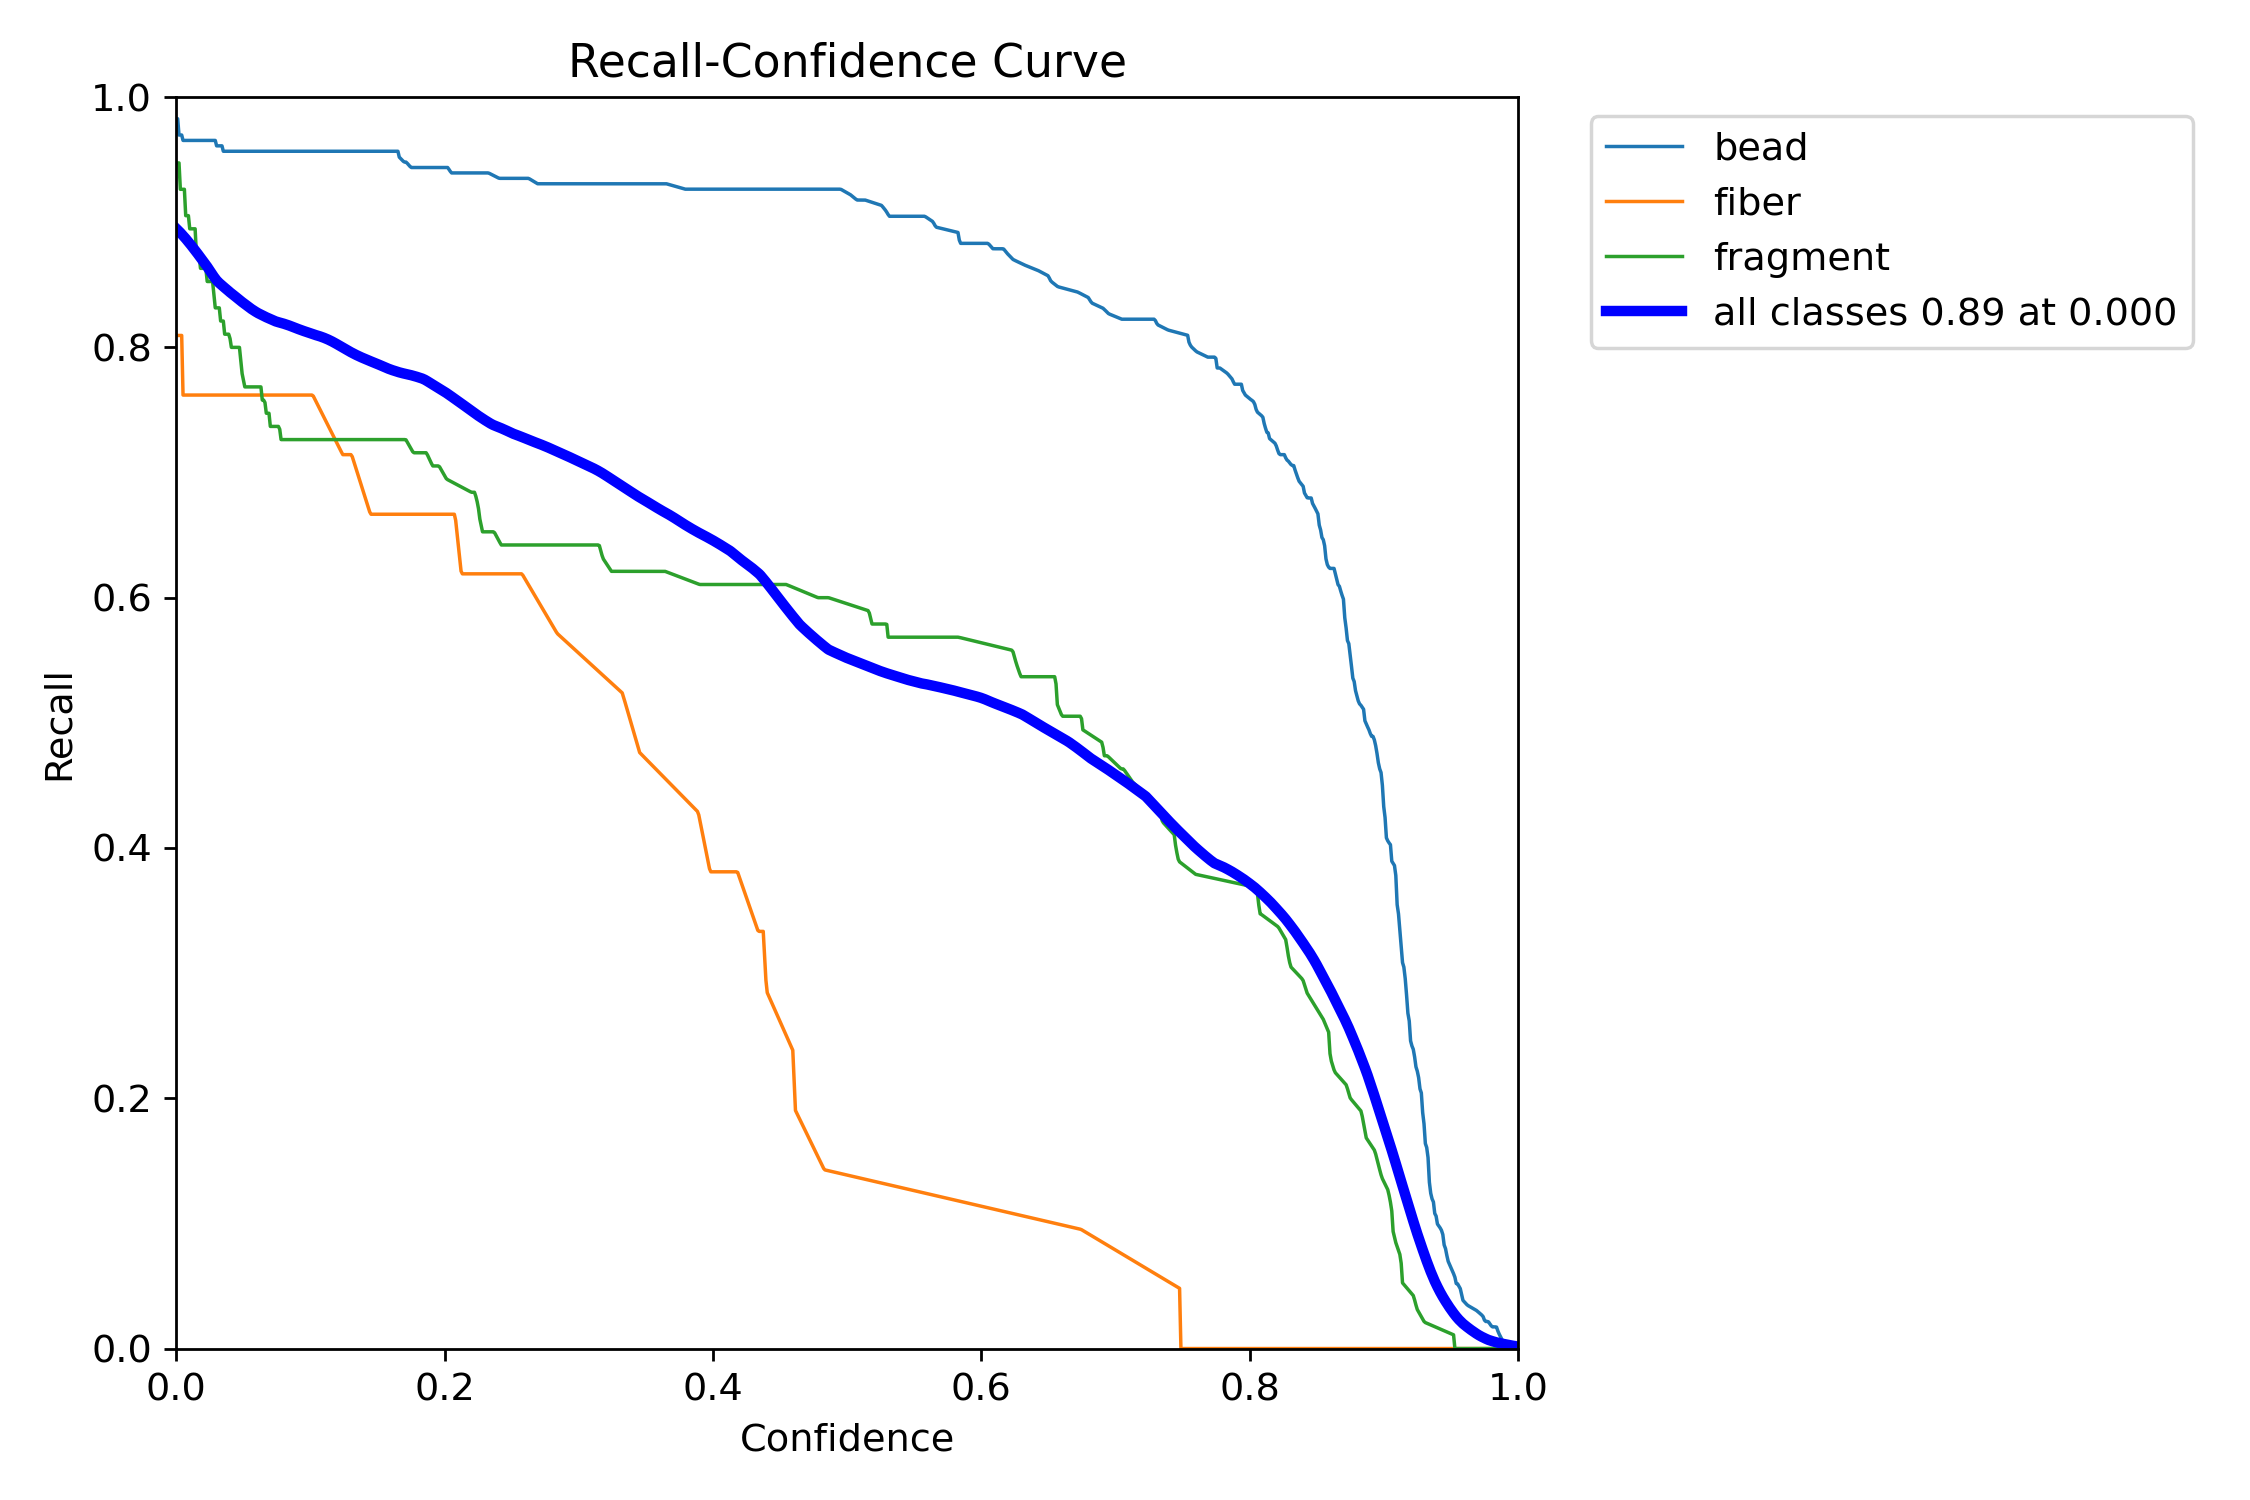 Recall-Confidence Curve
1.0
0.8
0.6
0.4
0.2
0.0
Recall
0.0 0.2 0.4 0.6 0.8 1.0
Confidence
bead
fiber
fragment
all classes 0.89 at 0.000